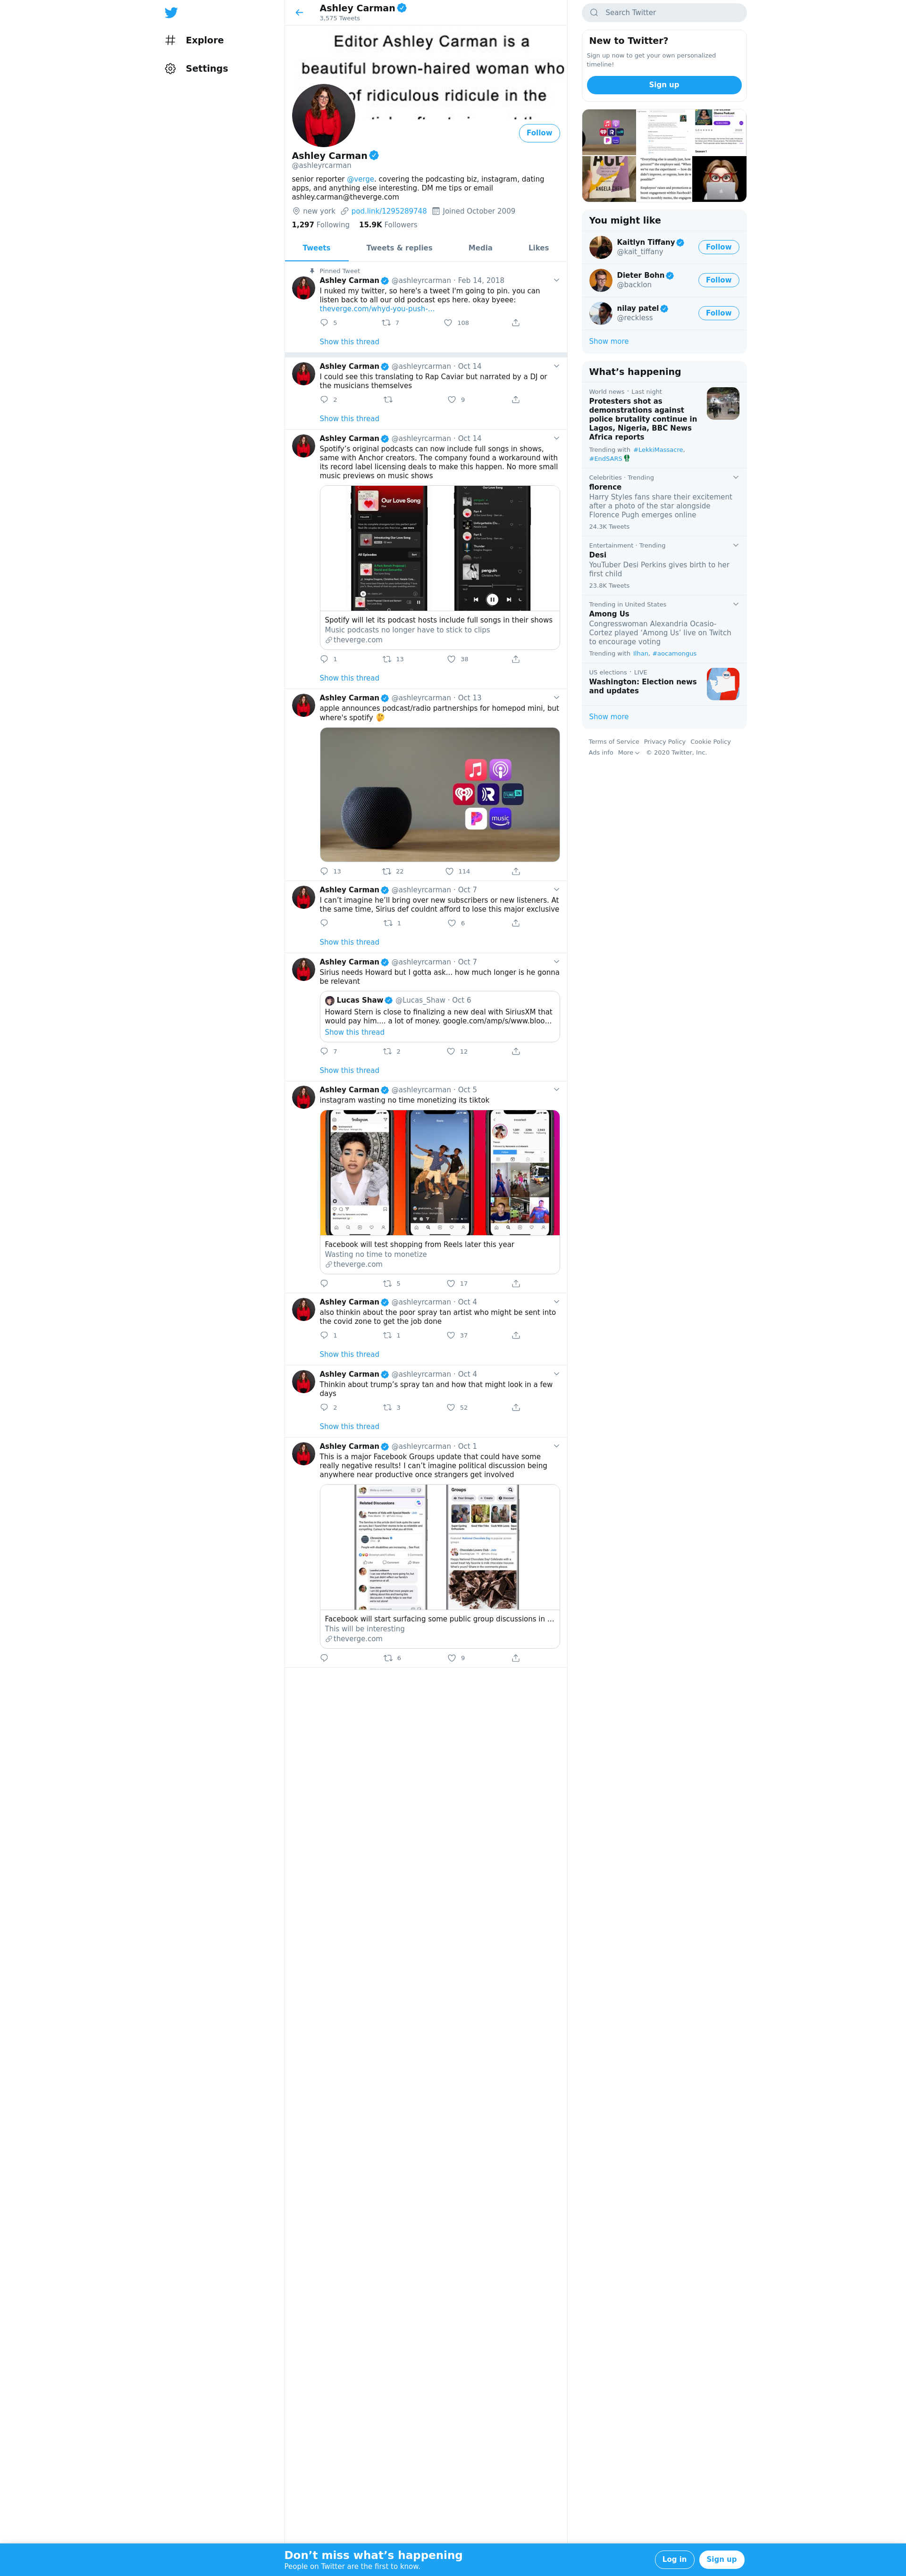 Explore
Settings
Ashley Carman
3,575 Tweets
Editor Ashley Carman is a
beautiful brown-haired woman who
of ridiculous ridicule in the
Follow
Ashley Carman
@ashleyrcarman
senior reporter @verge. covering the podcasting biz, instagram, dating
apps, and anything else interesting. DM me tips or email
ashley.carman@theverge.com
new york pod.link/1295289748 Joined October 2009
1,297 Following 15.9K Followers
Tweets Tweets & replies Media Likes
Pinned Tweet
Ashley Carman @ashleyrcarman · Feb 14, 2018
I nuked my twitter, so here's a tweet I'm going to pin. you can
listen back to all our old podcast eps here. okay byeee:
theverge.com/whyd-you-push-…
5 7 108
Show this thread
Ashley Carman @ashleyrcarman · Oct 14
I could see this translating to Rap Caviar but narrated by a DJ or
the musicians themselves
2 9
Show this thread
Ashley Carman @ashleyrcarman · Oct 14
Spotify's original podcasts can now include full songs in shows,
same with Anchor creators. The company found a workaround with
its record label licensing deals to make this happen. No more small
music previews on music shows
Our Love Song
Introducing Our Love Song
All Episodes
penguin
Spotify will let its podcast hosts include full songs in their shows
Music podcasts no longer have to stick to clips
theverge.com
1 13 38
Show this thread
Ashley Carman @ashleyrcarman · Oct 13
apple announces podcast/radio partnerships for homepod mini, but
where's spotify 🤔
music
13 22 114
Ashley Carman @ashleyrcarman · Oct 7
I can't imagine he'll bring over new subscribers or new listeners. At
the same time, Sirius def couldnt afford to lose this major exclusive
1 6
Show this thread
Ashley Carman @ashleyrcarman · Oct 7
Sirius needs Howard but I gotta ask... how much longer is he gonna
be relevant
Lucas Shaw @Lucas_Shaw · Oct 6
Howard Stern is close to finalizing a new deal with SiriusXM that
would pay him.... a lot of money. google.com/amp/s/www.bloo…
Show this thread
7 2 12
Show this thread
Ashley Carman @ashleyrcarman · Oct 5
instagram wasting no time monetizing its tiktok
Instagram
Facebook will test shopping from Reels later this year
Wasting no time to monetize
theverge.com
5 17
Ashley Carman @ashleyrcarman · Oct 4
also thinkin about the poor spray tan artist who might be sent into
the covid zone to get the job done
1 1 37
Show this thread
Ashley Carman @ashleyrcarman · Oct 4
Thinkin about trump's spray tan and how that might look in a few
days
2 3 52
Show this thread
Ashley Carman @ashleyrcarman · Oct 1
This is a major Facebook Groups update that could have some
really negative results! I can't imagine political discussion being
anywhere near productive once strangers get involved
Related Discussions
Groups
Facebook will start surfacing some public group discussions in …
This will be interesting
theverge.com
6 9
Search Twitter
New to Twitter?
Sign up now to get your own personalized
timeline!
Sign up
You might like
Kaitlyn Tiffany
@kait_tiffany
Follow
Dieter Bohn
@backlon
Follow
nilay patel
@reckless
Follow
Show more
What's happening
World news · Last night
Protesters shot as
demonstrations against
police brutality continue in
Lagos, Nigeria, BBC News
Africa reports
Trending with #LekkiMassacre,
#EndSARS
Celebrities · Trending
florence
Harry Styles fans share their excitement
after a photo of the star alongside
Florence Pugh emerges online
24.3K Tweets
Entertainment · Trending
Desi
YouTuber Desi Perkins gives birth to her
first child
23.8K Tweets
Trending in United States
Among Us
Congresswoman Alexandria Ocasio-
Cortez played 'Among Us' live on Twitch
to encourage voting
Trending with Ilhan, #aocamongus
US elections · LIVE
Washington: Election news
and updates
Show more
Terms of Service Privacy Policy Cookie Policy
Ads info More © 2020 Twitter, Inc.
Don't miss what's happening
People on Twitter are the first to know.
Log in
Sign up